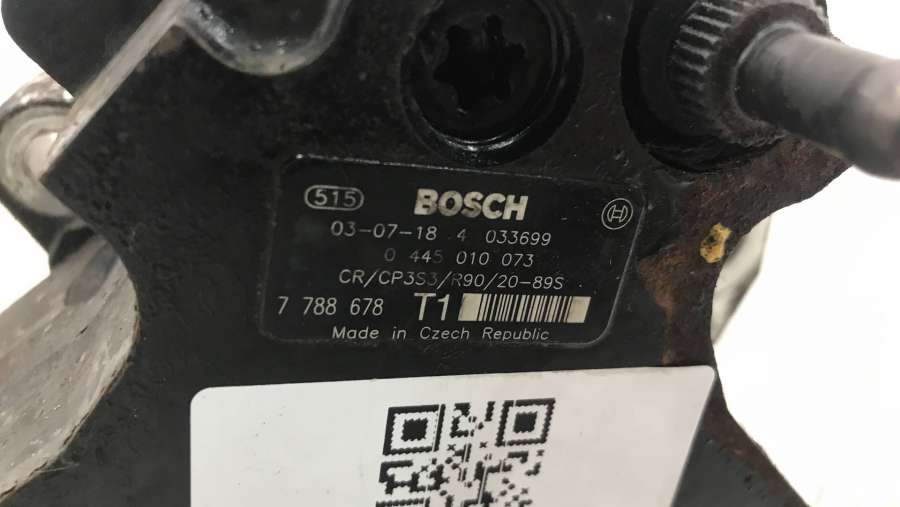 515 BOSCH
03-07-18 4 033699
0 445 010 073
CR/CP3S3/R90/20-89S
7 788 678 T1
Made in Czech Republic